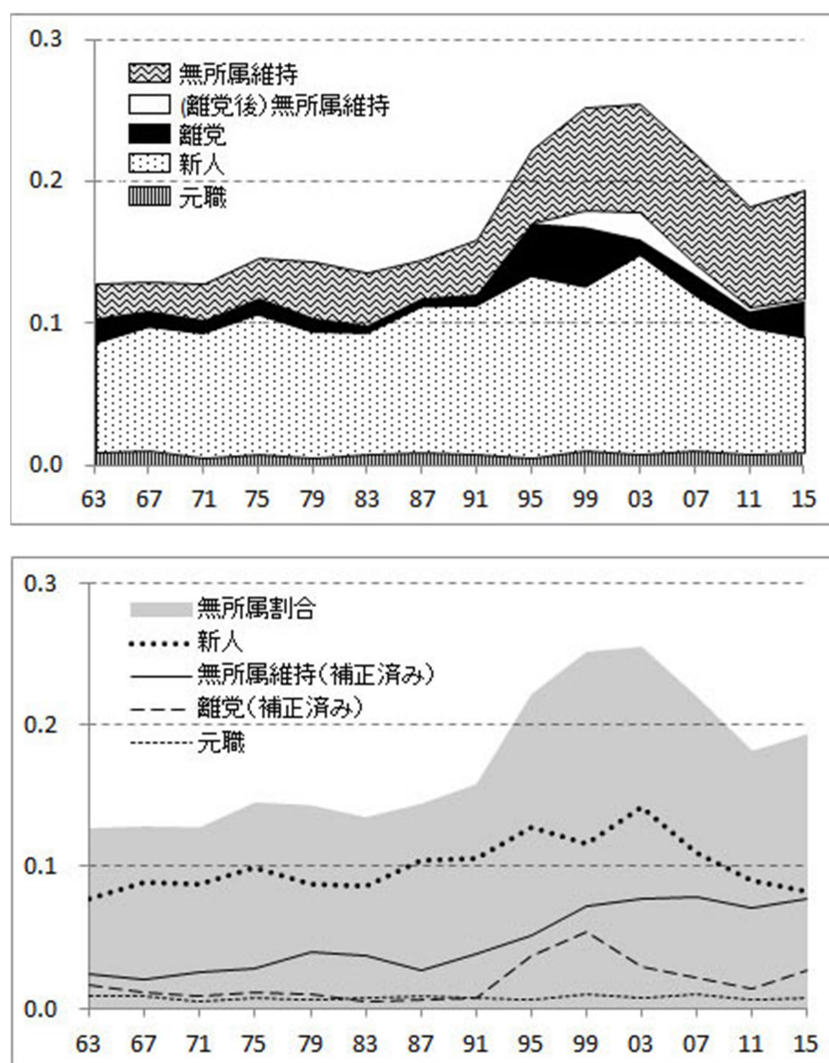 0.3
無所属維持
(離党後)無所属維持
離党
新人
元職
0.2
0.1
0.0
63 67 71 75 79 83 87 91 95 99 03 07 11 15
0.3
無所属割合
新人
無所属維持(補正済み)
離党(補正済み)
元職
0.2
0.1
0.0
63 67 71 75 79 83 87 91 95 99 03 07 11 15